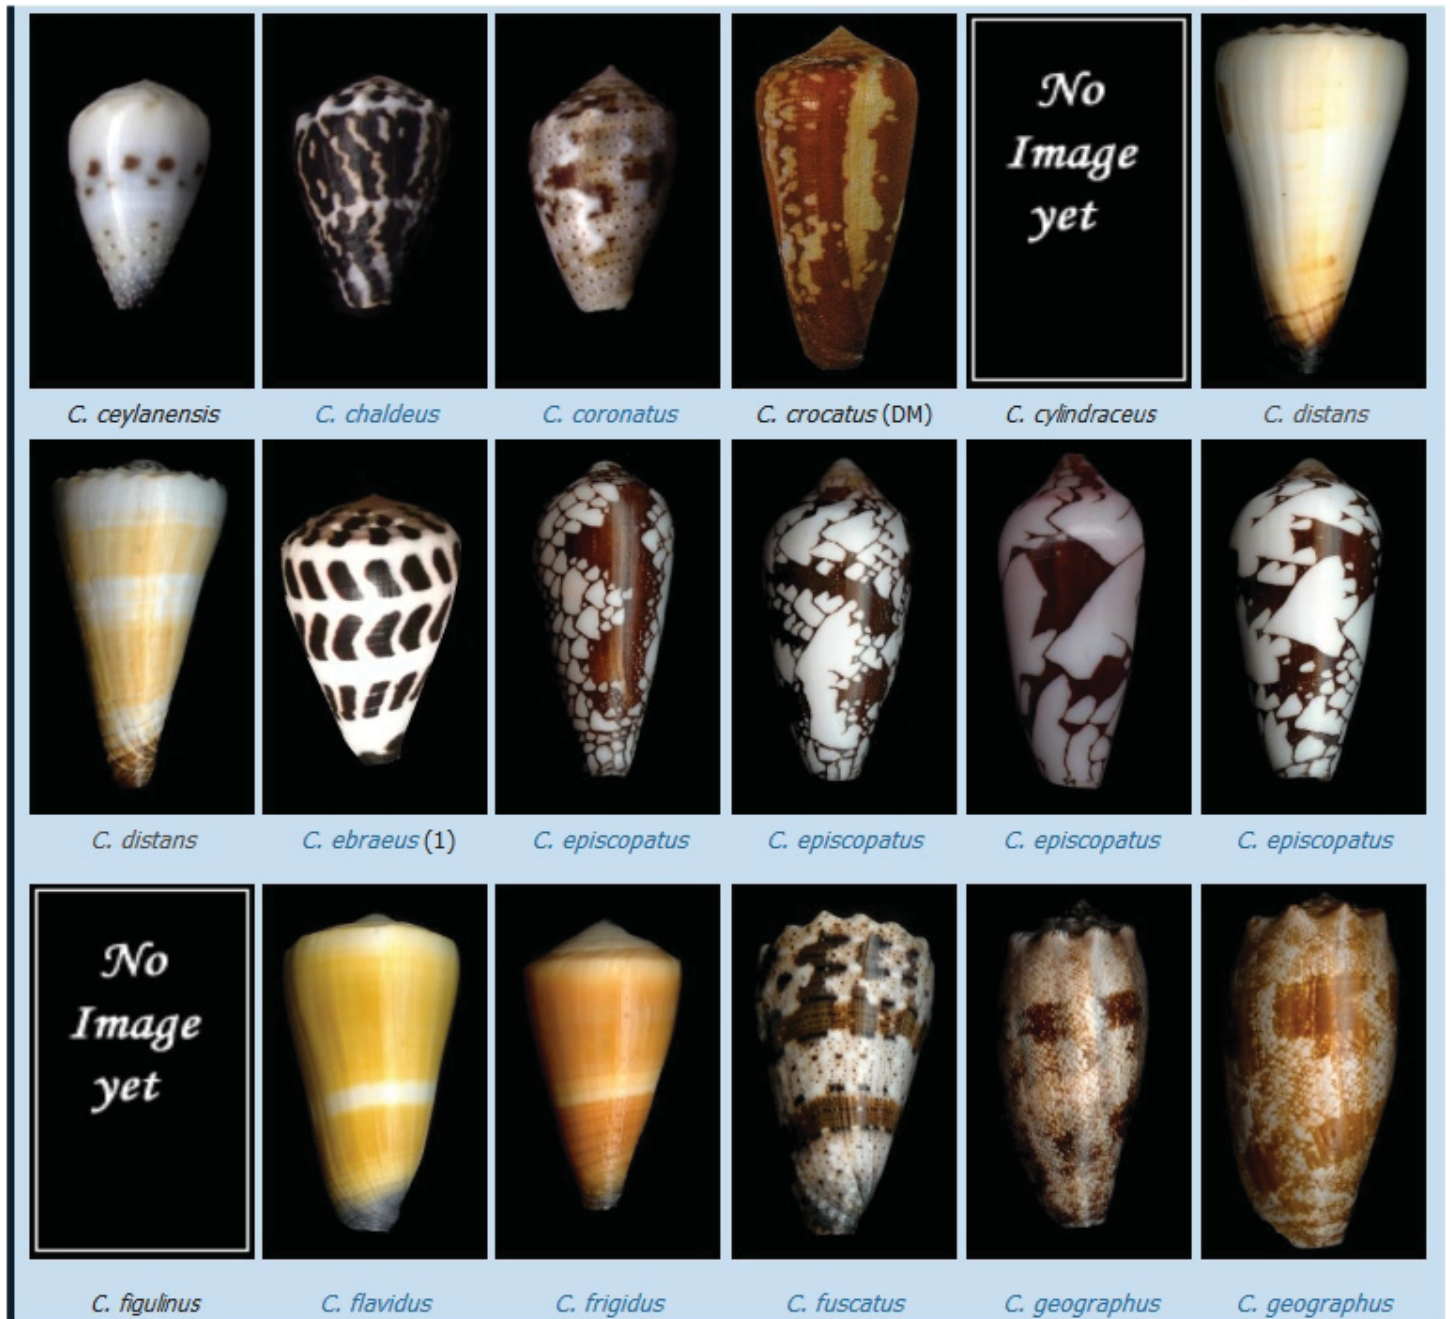 No
Image
yet
C. ceylanensis
C. chaldeus
C. coronatus
C. crocatus (DM)
C. cylindraceus
C. distans
C. distans
C. ebraeus (1)
C. episcopatus
C. episcopatus
C. episcopatus
C. episcopatus
No
Image
yet
C. figulinus
C. flavidus
C. frigidus
C. fuscatus
C. geographus
C. geographus